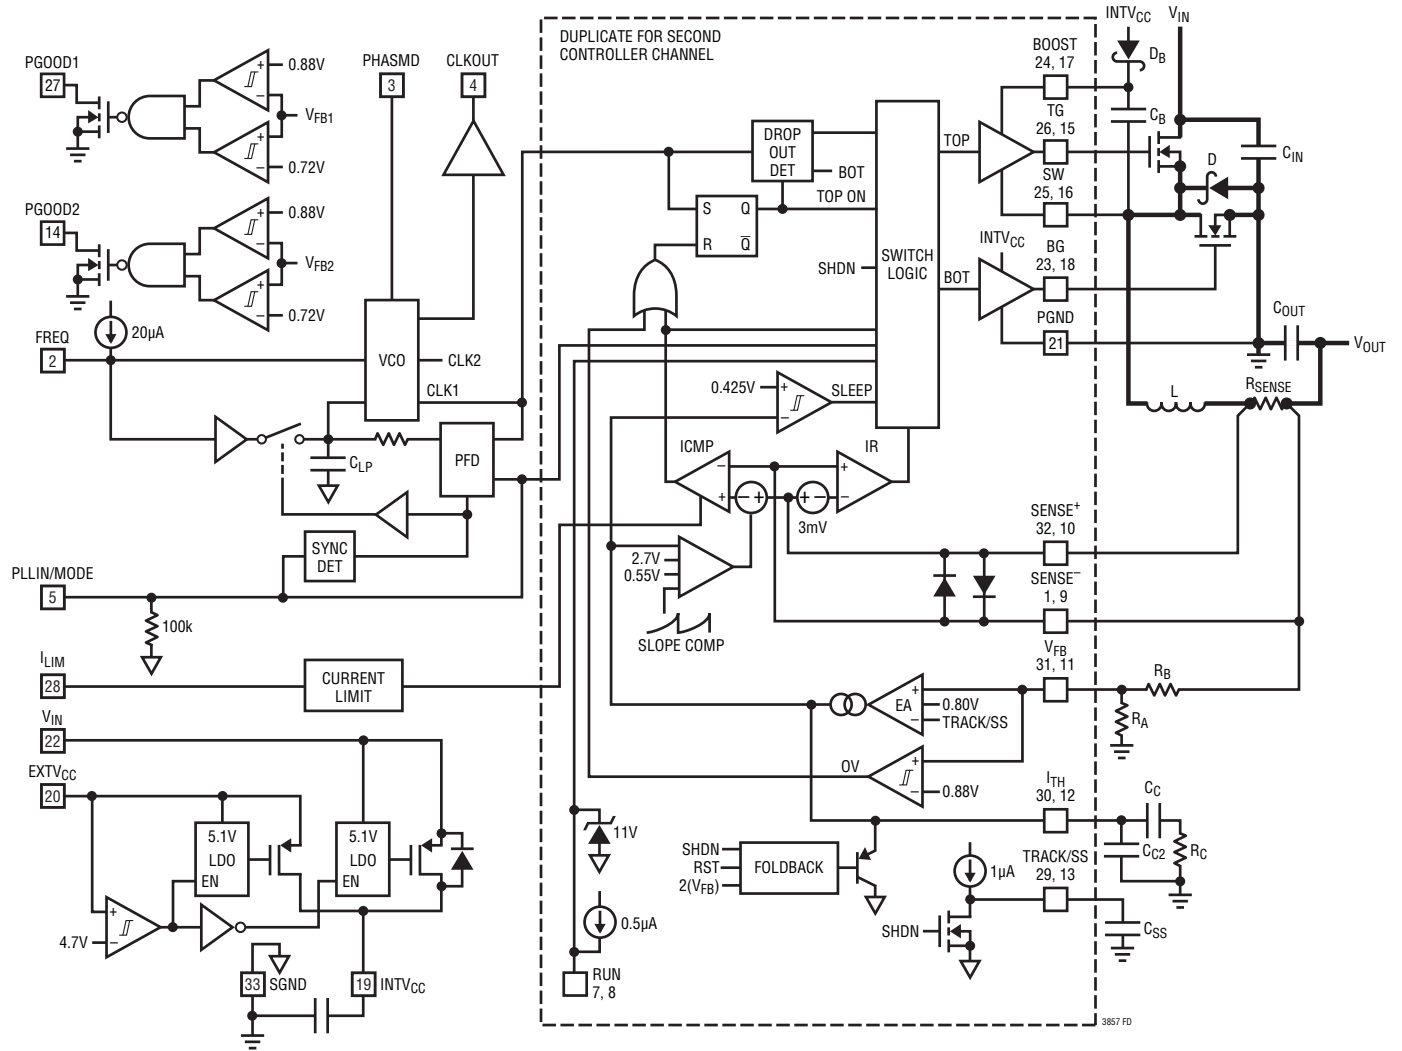 DUPLICATE FOR SECOND
CONTROLLER CHANNEL
INTVCC
VIN
PGOOD1
27
0.88V
VFB1
0.72V
PHASMD
3
CLKOUT
4
BOOST
24, 17
DB
CB
TG
26, 15
SW
25, 16
D
CIN
DROP
OUT
DET
BOT
TOP ON
TOP
S
Q
R
Q̅
SHDN
SWITCH
LOGIC
INTVCC
BG
23, 18
BOT
PGND
21
COUT
VOUT
PGOOD2
14
0.88V
VFB2
0.72V
20µA
FREQ
2
VCO
CLK2
CLK1
0.425V
+
–
SLEEP
L
RSENSE
CLP
PFD
ICMP
IR
–
+
– +
+ –
+
–
3mV
SYNC
DET
2.7V
0.55V
SLOPE COMP
SENSE+
32, 10
SENSE–
1, 9
PLLIN/MODE
5
100k
ILIM
28
CURRENT
LIMIT
VFB
31, 11
RB
RA
EA
+
0.80V
–
TRACK/SS
OV
+
–
0.88V
VIN
22
EXTVCC
20
5.1V
LDO
EN
5.1V
LDO
EN
4.7V
+
–
33
SGND
19
INTVCC
11V
0.5µA
RUN
7, 8
SHDN
RST
2(VFB)
FOLDBACK
ITH
30, 12
CC
CC2
RC
1µA
TRACK/SS
29, 13
SHDN
CSS
3857 FD